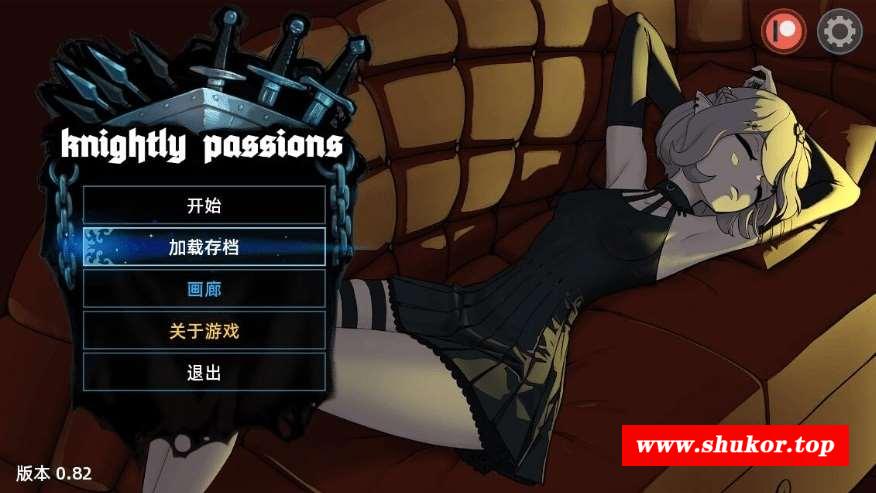 knightly passions
开始
加载存档
画廊
关于游戏
退出
www.shukor.top
版本 0.82